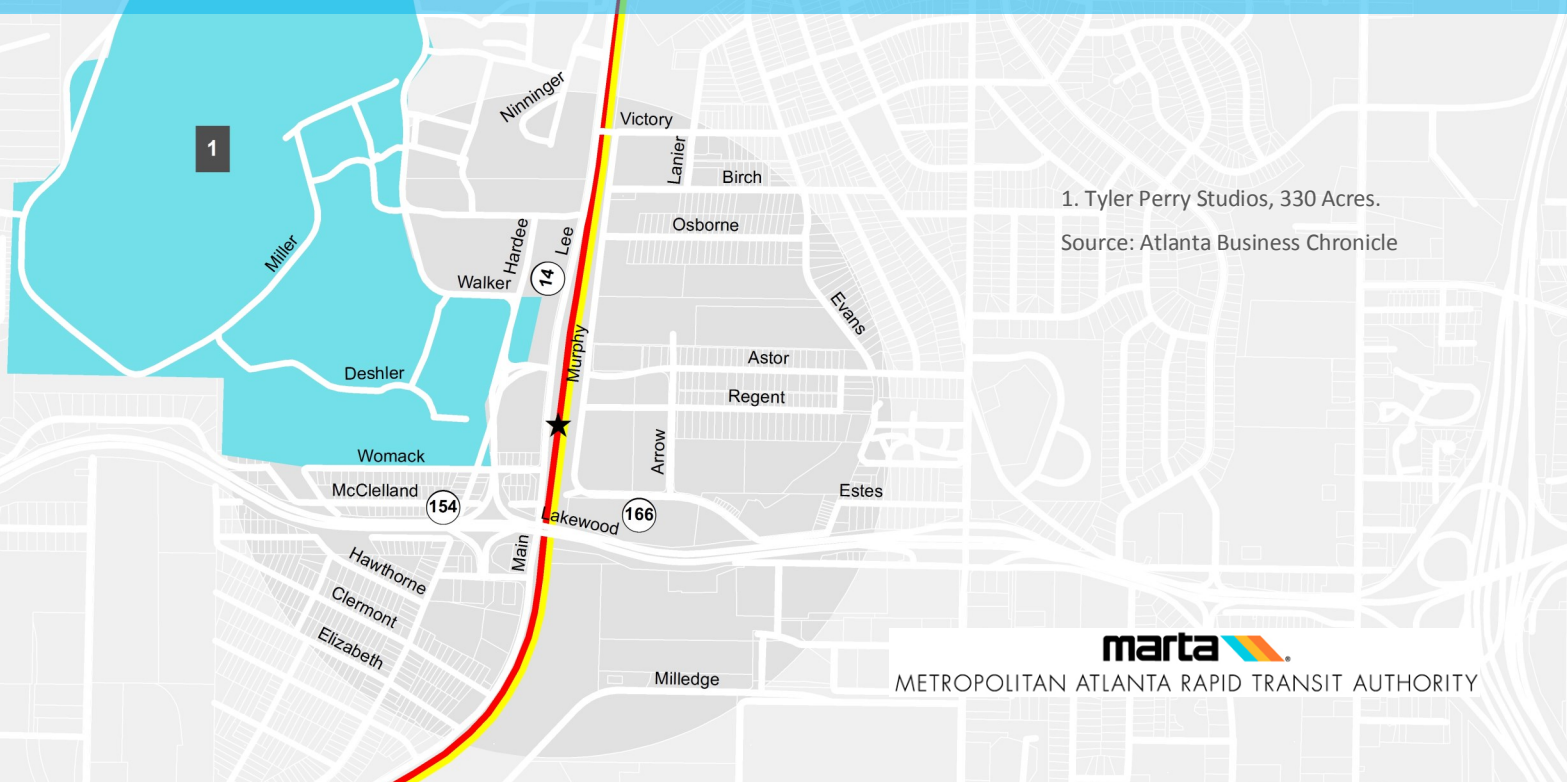 Ninninger
Victory
1
Lanier
Birch
1. Tyler Perry Studios, 330 Acres.
Osborne
Hardee
Lee
Source: Atlanta Business Chronicle
Miller
Walker
14
Evans
Murphy
Astor
Deshler
Regent
Womack
Arrow
McClelland
Estes
154
166
Lakewood
Main
Hawthorne
Clermont
Elizabeth
marta
Milledge
METROPOLITAN ATLANTA RAPID TRANSIT AUTHORITY